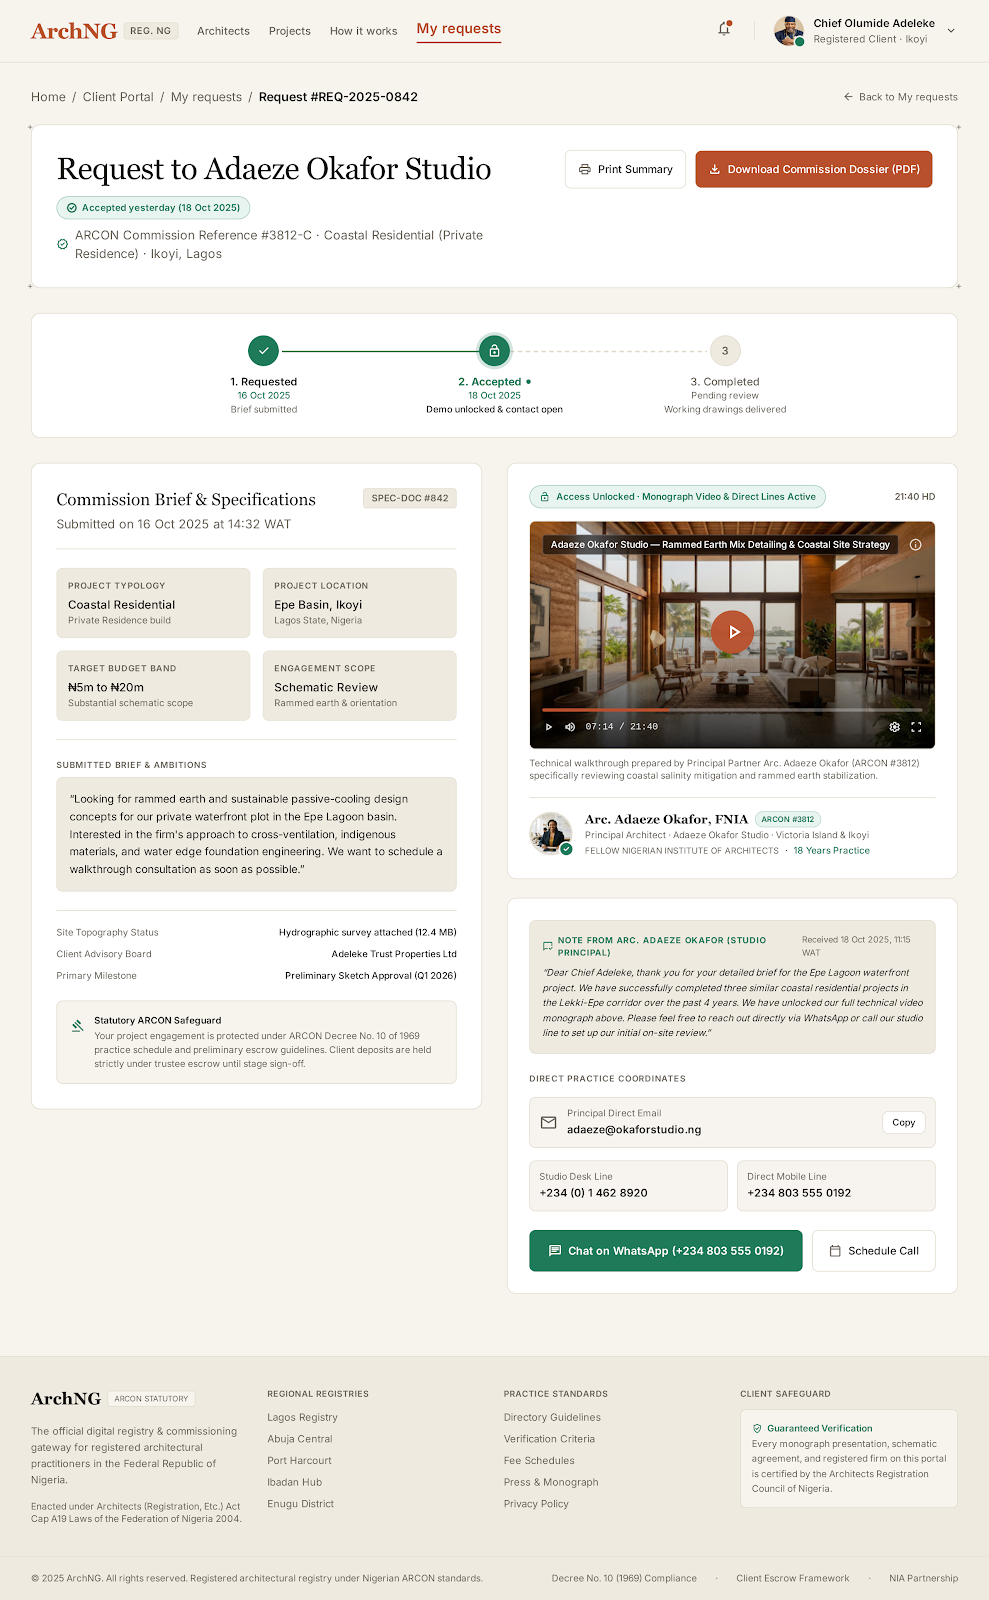 ArchNG REG. NG Architects Projects How it works My requests
Chief Olumide Adeleke
Registered Client · Ikoyi
Home / Client Portal / My requests / Request #REQ-2025-0842
← Back to My requests
Request to Adaeze Okafor Studio
Print Summary
Download Commission Dossier (PDF)
Accepted yesterday (18 Oct 2025)
ARCON Commission Reference #3812-C · Coastal Residential (Private
Residence) · Ikoyi, Lagos
1. Requested
16 Oct 2025
Brief submitted
2. Accepted •
18 Oct 2025
Demo unlocked & contact open
3
3. Completed
Pending review
Working drawings delivered
Commission Brief & Specifications
SPEC-DOC #842
Submitted on 16 Oct 2025 at 14:32 WAT
PROJECT TYPOLOGY
Coastal Residential
Private Residence build
PROJECT LOCATION
Epe Basin, Ikoyi
Lagos State, Nigeria
TARGET BUDGET BAND
₦5m to ₦20m
Substantial schematic scope
ENGAGEMENT SCOPE
Schematic Review
Rammed earth & orientation
SUBMITTED BRIEF & AMBITIONS
"Looking for rammed earth and sustainable passive-cooling design
concepts for our private waterfront plot in the Epe Lagoon basin.
Interested in the firm's approach to cross-ventilation, indigenous
materials, and water edge foundation engineering. We want to schedule a
walkthrough consultation as soon as possible."
Site Topography Status Hydrographic survey attached (12.4 MB)
Client Advisory Board Adeleke Trust Properties Ltd
Primary Milestone Preliminary Sketch Approval (Q1 2026)
Statutory ARCON Safeguard
Your project engagement is protected under ARCON Decree No. 10 of 1969
practice schedule and preliminary escrow guidelines. Client deposits are held
strictly under trustee escrow until stage sign-off.
Access Unlocked · Monograph Video & Direct Lines Active
21:40 HD
Adaeze Okafor Studio — Rammed Earth Mix Detailing & Coastal Site Strategy
07:14 / 21:40
Technical walkthrough prepared by Principal Partner Arc. Adaeze Okafor (ARCON #3812)
specifically reviewing coastal salinity mitigation and rammed earth stabilization.
Arc. Adaeze Okafor, FNIA ARCON #3812
Principal Architect · Adaeze Okafor Studio · Victoria Island & Ikoyi
FELLOW NIGERIAN INSTITUTE OF ARCHITECTS · 18 Years Practice
NOTE FROM ARC. ADAEZE OKAFOR (STUDIO
PRINCIPAL)
Received 18 Oct 2025, 11:15
WAT
"Dear Chief Adeleke, thank you for your detailed brief for the Epe Lagoon waterfront
project. We have successfully completed three similar coastal residential projects in
the Lekki-Epe corridor over the past 4 years. We have unlocked our full technical video
monograph above. Please feel free to reach out directly via WhatsApp or call our studio
line to set up our initial on-site review."
DIRECT PRACTICE COORDINATES
Principal Direct Email
adaeze@okaforstudio.ng
Copy
Studio Desk Line
+234 (0) 1 462 8920
Direct Mobile Line
+234 803 555 0192
Chat on WhatsApp (+234 803 555 0192)
Schedule Call
ArchNG ARCON STATUTORY
The official digital registry & commissioning
gateway for registered architectural
practitioners in the Federal Republic of
Nigeria.
Enacted under Architects (Registration, Etc.) Act
Cap A19 Laws of the Federation of Nigeria 2004.
REGIONAL REGISTRIES
Lagos Registry
Abuja Central
Port Harcourt
Ibadan Hub
Enugu District
PRACTICE STANDARDS
Directory Guidelines
Verification Criteria
Fee Schedules
Press & Monograph
Privacy Policy
CLIENT SAFEGUARD
Guaranteed Verification
Every monograph presentation, schematic
agreement, and registered firm on this portal
is certified by the Architects Registration
Council of Nigeria.
© 2025 ArchNG. All rights reserved. Registered architectural registry under Nigerian ARCON standards.
Decree No. 10 (1969) Compliance · Client Escrow Framework · NIA Partnership